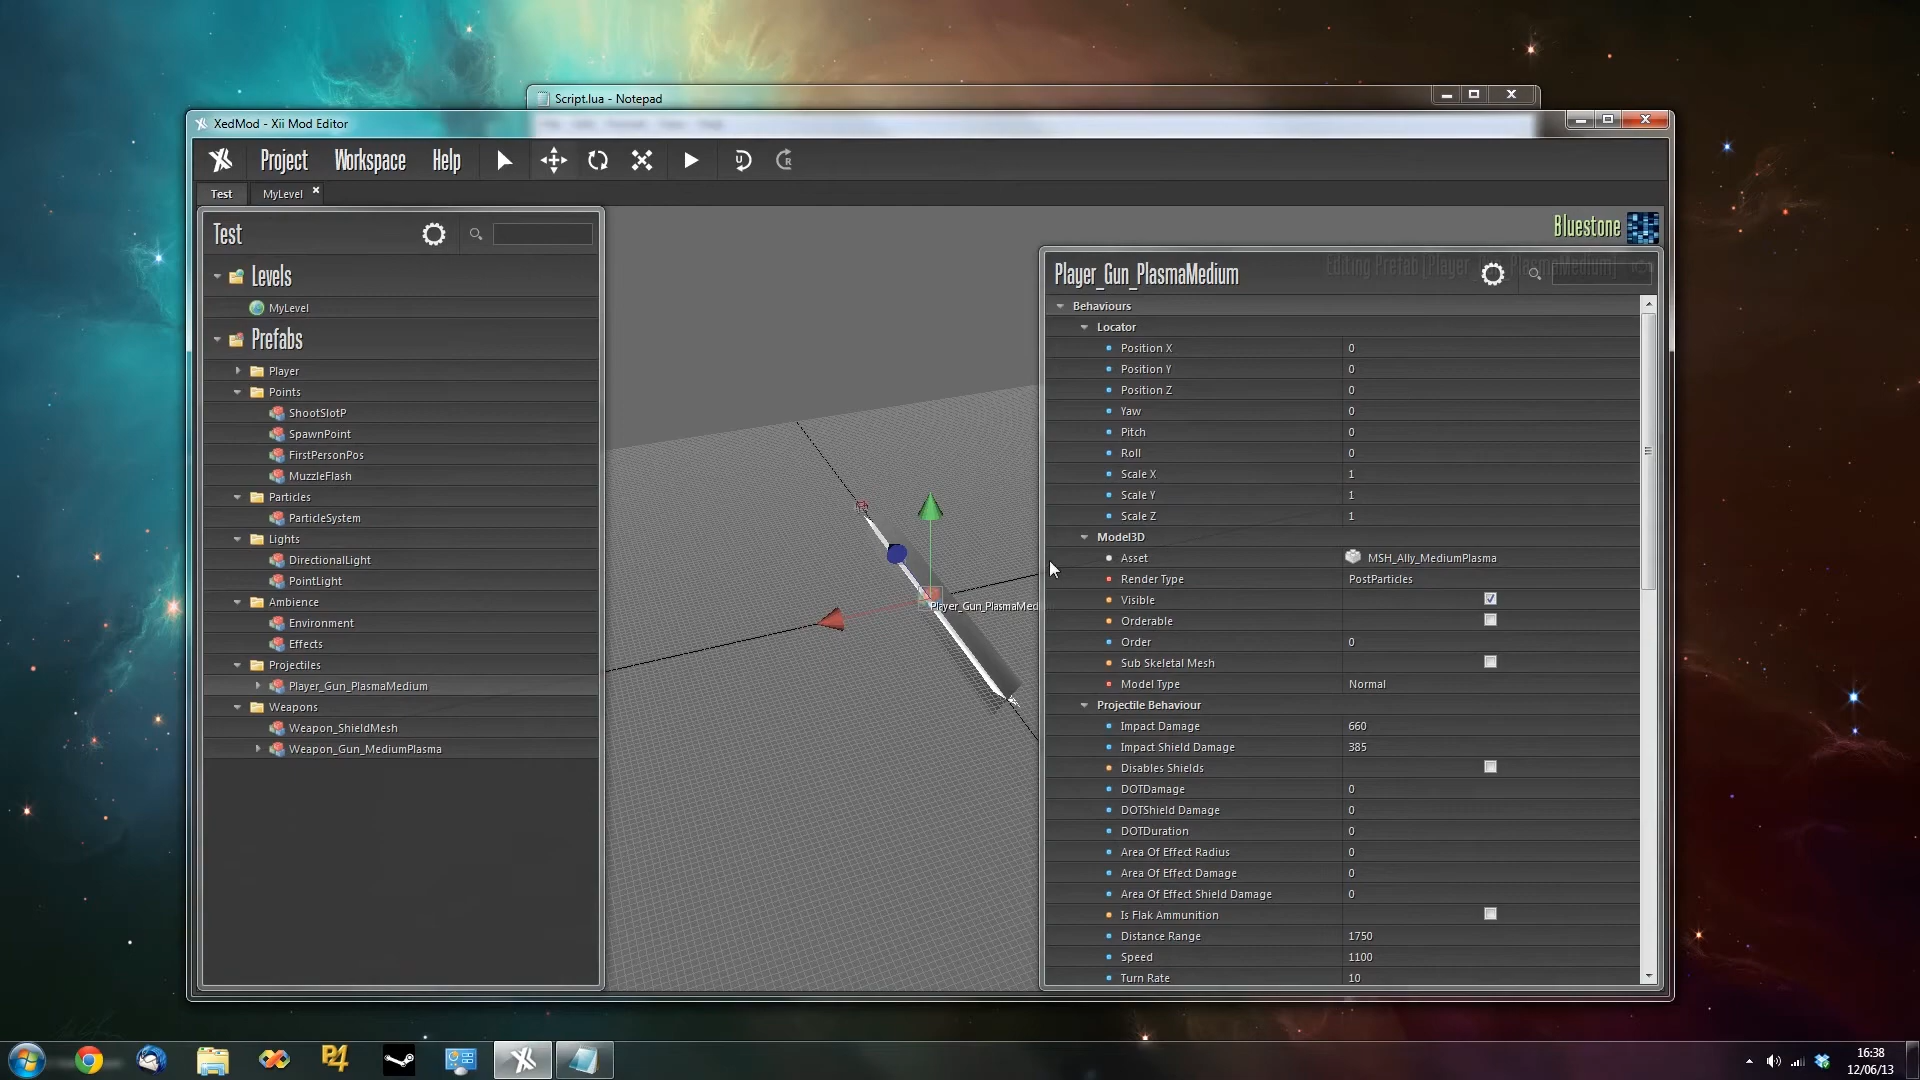 Script.lua - Notepad
XedMod - Xii Mod Editor
Project Workspace Help
Test MyLevel
Test
Levels
MyLevel
Prefabs
Player
Points
ShootSlotP
SpawnPoint
FirstPersonPos
MuzzleFlash
Particles
ParticleSystem
Lights
DirectionalLight
PointLight
Ambience
Environment
Effects
Projectiles
Player_Gun_PlasmaMedium
Weapons
Weapon_ShieldMesh
Weapon_Gun_MediumPlasma
Player_Gun_PlasmaMed
Bluestone
Editing Prefab [Player_Gun_PlasmaMedium]
Player_Gun_PlasmaMedium
Behaviours
Locator
Position X 0
Position Y 0
Position Z 0
Yaw 0
Pitch 0
Roll 0
Scale X 1
Scale Y 1
Scale Z 1
Model3D
Asset MSH_Ally_MediumPlasma
Render Type PostParticles
Visible
Orderable
Order 0
Sub Skeletal Mesh
Model Type Normal
Projectile Behaviour
Impact Damage 660
Impact Shield Damage 385
Disables Shields
DOTDamage 0
DOTShield Damage 0
DOTDuration 0
Area Of Effect Radius 0
Area Of Effect Damage 0
Area Of Effect Shield Damage 0
Is Flak Ammunition
Distance Range 1750
Speed 1100
Turn Rate 10
P4
16:38
12/06/13